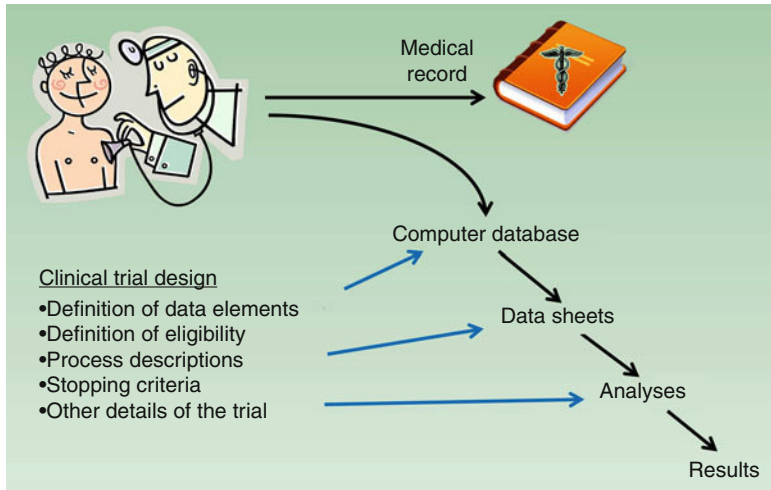 Medical
record
Computer database
Clinical trial design
•Definition of data elements
•Definition of eligibility
•Process descriptions
•Stopping criteria
•Other details of the trial
Data sheets
Analyses
Results